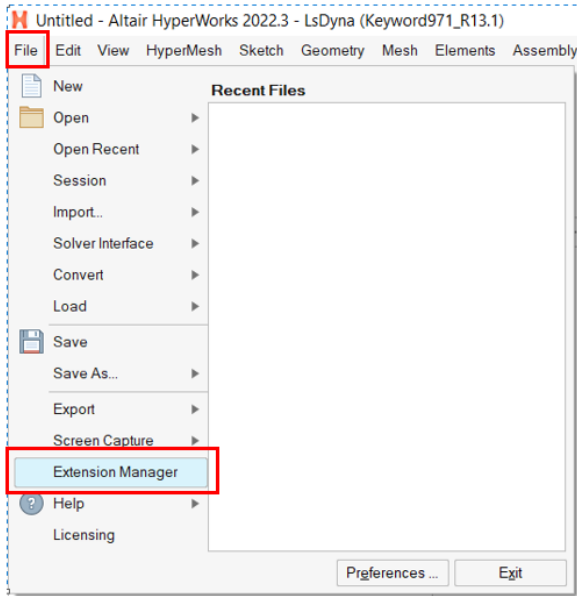 Untitled - Altair HyperWorks 2022.3 - LsDyna (Keyword971_R13.1)
File Edit View HyperMesh Sketch Geometry Mesh Elements Assembly
New
Recent Files
Open
Open Recent
Session
Import...
Solver Interface
Convert
Load
Save
Save As...
Export
Screen Capture
Extension Manager
? Help
Licensing
Preferences ... Exit